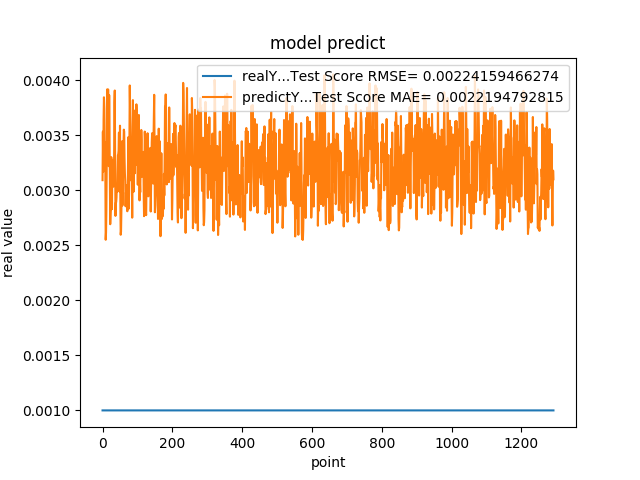 model predict
realY...Test Score RMSE= 0.00224159466274
predictY...Test Score MAE= 0.0022194792815
0.0040
0.0035
0.0030
0.0025
0.0020
0.0015
0.0010
real value
0 200 400 600 800 1000 1200
point